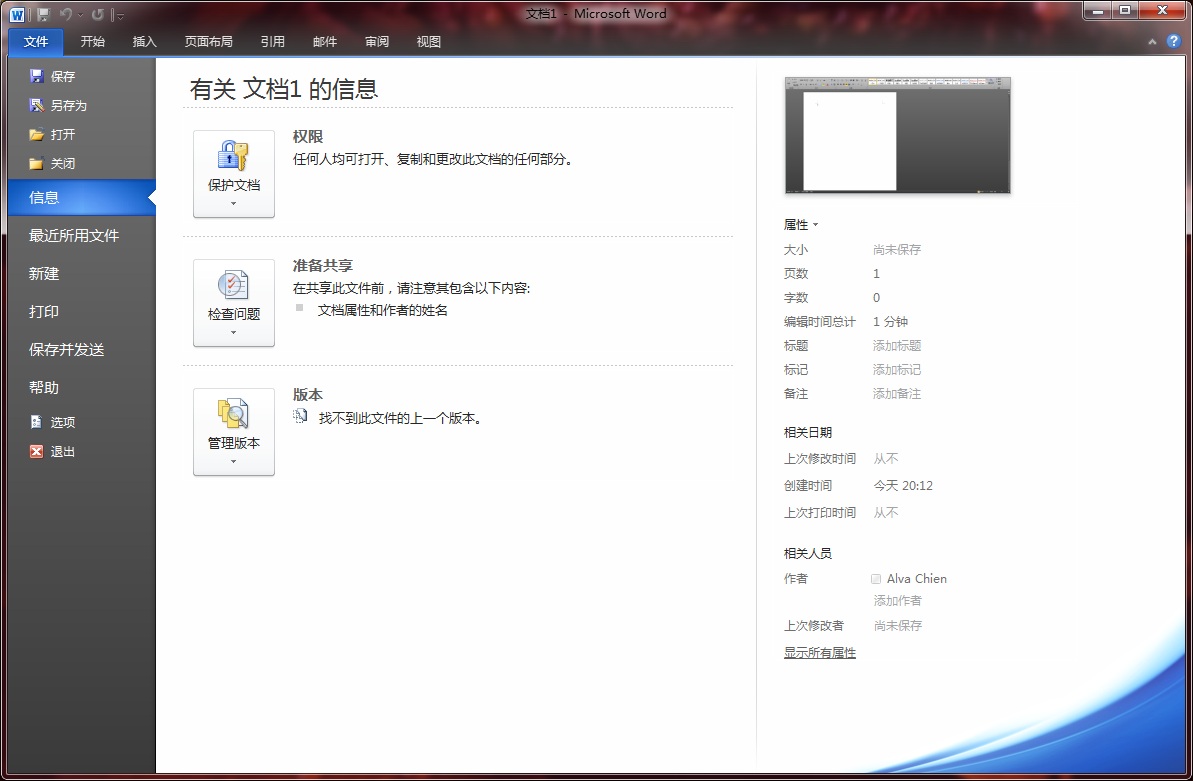 文档1 - Microsoft Word
文件 开始 插入 页面布局 引用 邮件 审阅 视图
保存
另存为
打开
关闭
信息
最近所用文件
新建
打印
保存并发送
帮助
选项
退出
有关 文档1 的信息
保护文档
权限
任何人均可打开、复制和更改此文档的任何部分。
检查问题
准备共享
在共享此文件前，请注意其包含以下内容:
文档属性和作者的姓名
管理版本
版本
找不到此文件的上一个版本。
属性
大小 尚未保存
页数 1
字数 0
编辑时间总计 1 分钟
标题 添加标题
标记 添加标记
备注 添加备注
相关日期
上次修改时间 从不
创建时间 今天 20:12
上次打印时间 从不
相关人员
作者 Alva Chien
添加作者
上次修改者 尚未保存
显示所有属性